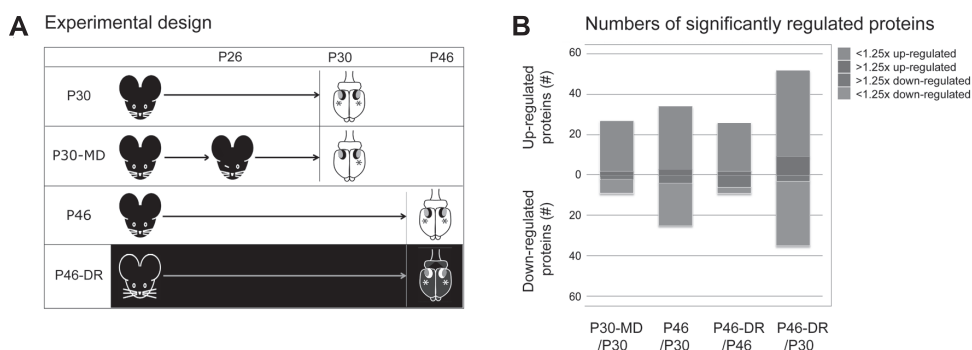 A Experimental design
P26 P30 P46
P30
P30-MD
P46
P46-DR
B Numbers of significantly regulated proteins
<1.25x up-regulated
>1.25x up-regulated
>1.25x down-regulated
<1.25x down-regulated
Up-regulated
proteins (#)
Down-regulated
proteins (#)
60
40
20
0
20
40
60
P30-MD
/P30
P46
/P30
P46-DR
/P46
P46-DR
/P30